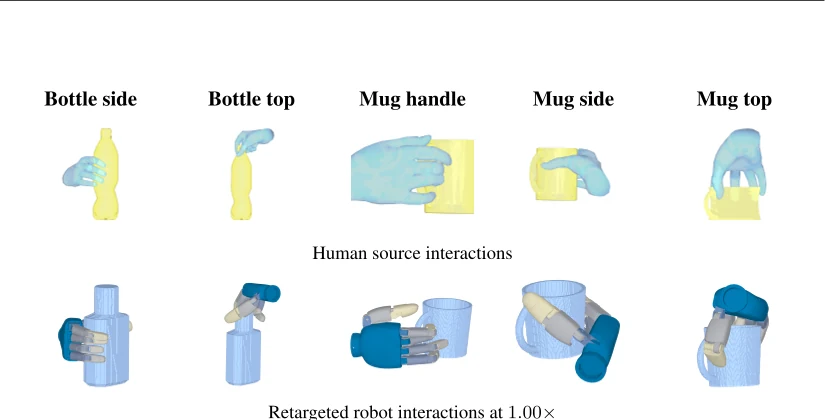 Bottle side Bottle top Mug handle Mug side Mug top
Human source interactions
Retargeted robot interactions at 1.00×